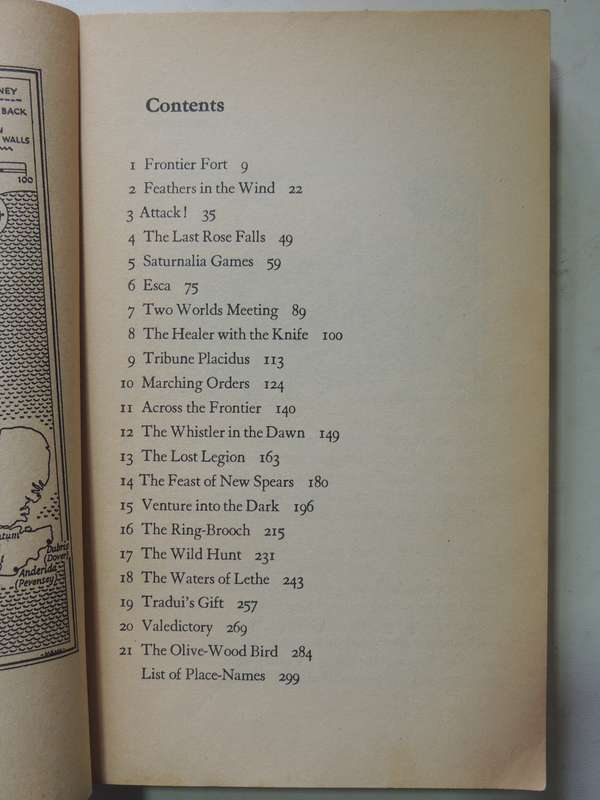 NEY
BACK
N
WALLS
100
Dubris
(Dover)
Anderida
(Pevensey)
Contents
1 Frontier Fort 9
2 Feathers in the Wind 22
3 Attack! 35
4 The Last Rose Falls 49
5 Saturnalia Games 59
6 Esca 75
7 Two Worlds Meeting 89
8 The Healer with the Knife 100
9 Tribune Placidus 113
10 Marching Orders 124
11 Across the Frontier 140
12 The Whistler in the Dawn 149
13 The Lost Legion 163
14 The Feast of New Spears 180
15 Venture into the Dark 196
16 The Ring-Brooch 215
17 The Wild Hunt 231
18 The Waters of Lethe 243
19 Tradui's Gift 257
20 Valedictory 269
21 The Olive-Wood Bird 284
List of Place-Names 299